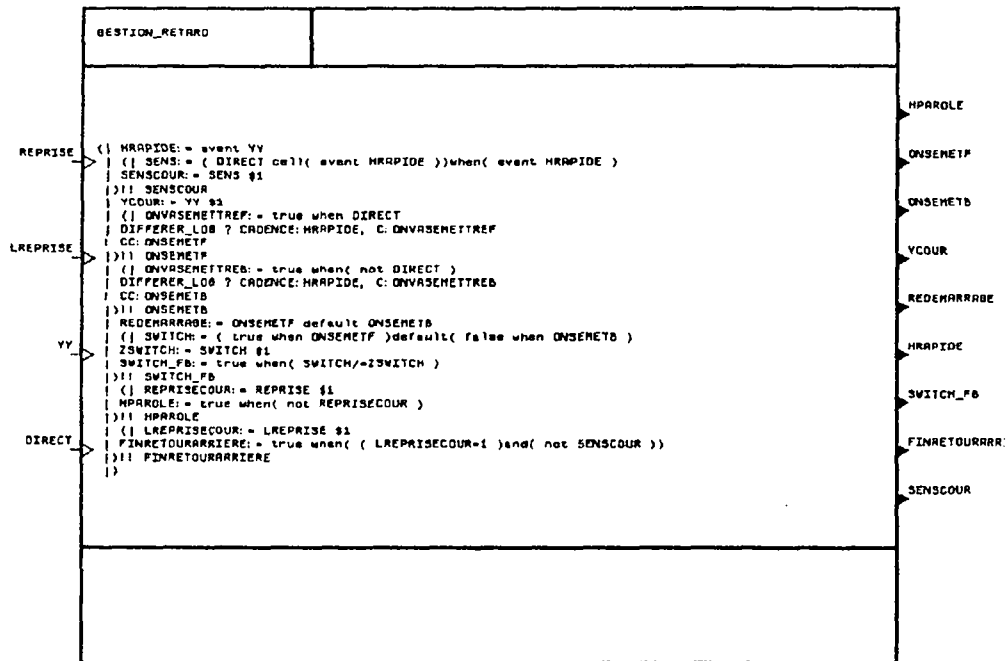 GESTION_RETARD
HPAROLE
REPRISE
(| HRAPIDE:= event YY
ONSEMETF
(| SENS:= ( DIRECT cell( event HRAPIDE ))when( event HRAPIDE )
| SENSCOUR:= SENS $1
|)!! SENSCOUR
ONSEMETB
| YCOUR:= YY $1
| (| ONVASEMETTREF:= true when DIRECT
| DIFFERER_LOG ? CADENCE:HRAPIDE, C:ONVASEMETTREF
| CC:ONSEMETF
LREPRISE
|)!! ONSEMETF
YCOUR
| (| ONVASEMETTREB:= true when( not DIRECT )
| DIFFERER_LOG ? CADENCE:HRAPIDE, C:ONVASEMETTREB
| CC:ONSEMETB
REDEMARRAGE
|)!! ONSEMETB
| REDEMARRAGE:= ONSEMETF default ONSEMETB
| (| SWITCH:= ( true when ONSEMETF )default( false when ONSEMETB )
YY
| ZSWITCH:= SWITCH $1
HRAPIDE
| SWITCH_FB:= true when( SWITCH/=ZSWITCH )
|)!! SWITCH_FB
| (| REPRISECOUR:= REPRISE $1
SWITCH_FB
| HPAROLE:= true when( not REPRISECOUR )
|)!! HPAROLE
| (| LREPRISECOUR:= LREPRISE $1
DIRECT
| FINRETOURARRIERE:= true when( ( LREPRISECOUR=1 )and( not SENSCOUR ))
FINRETOURARRI
|)!! FINRETOURARRIERE
|)
SENSCOUR